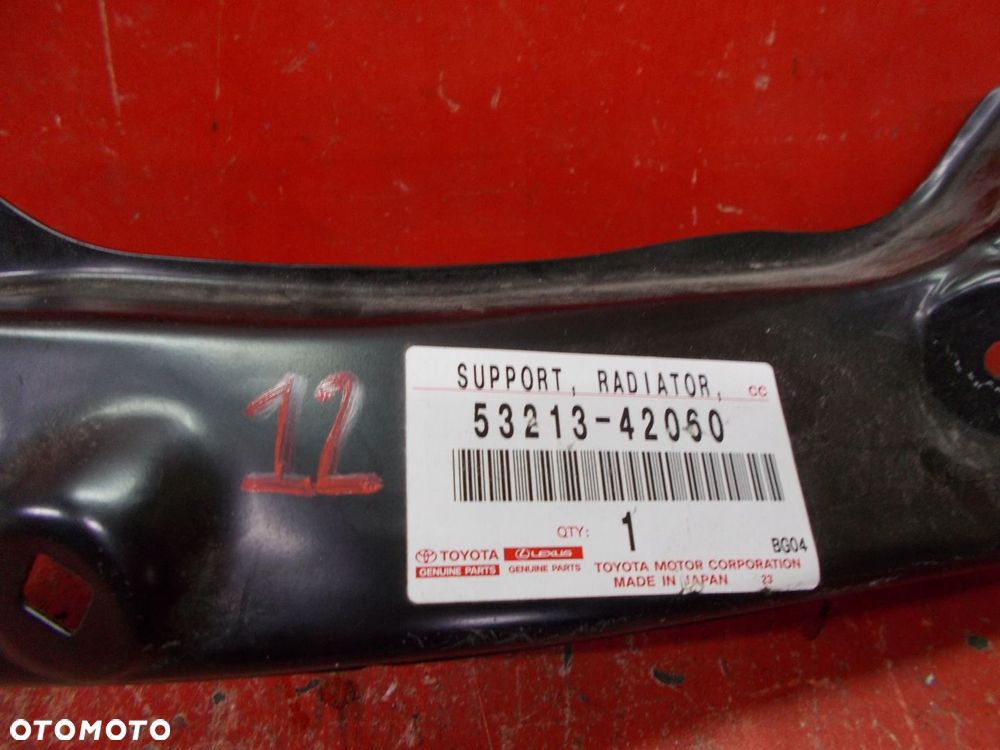 12
SUPPORT, RADIATOR,
CC
53213-42060
QTY: 1
BG04
TOYOTA
GENUINE PARTS
LEXUS
GENUINE PARTS
TOYOTA MOTOR CORPORATION
MADE IN JAPAN 23
OTOMOTO